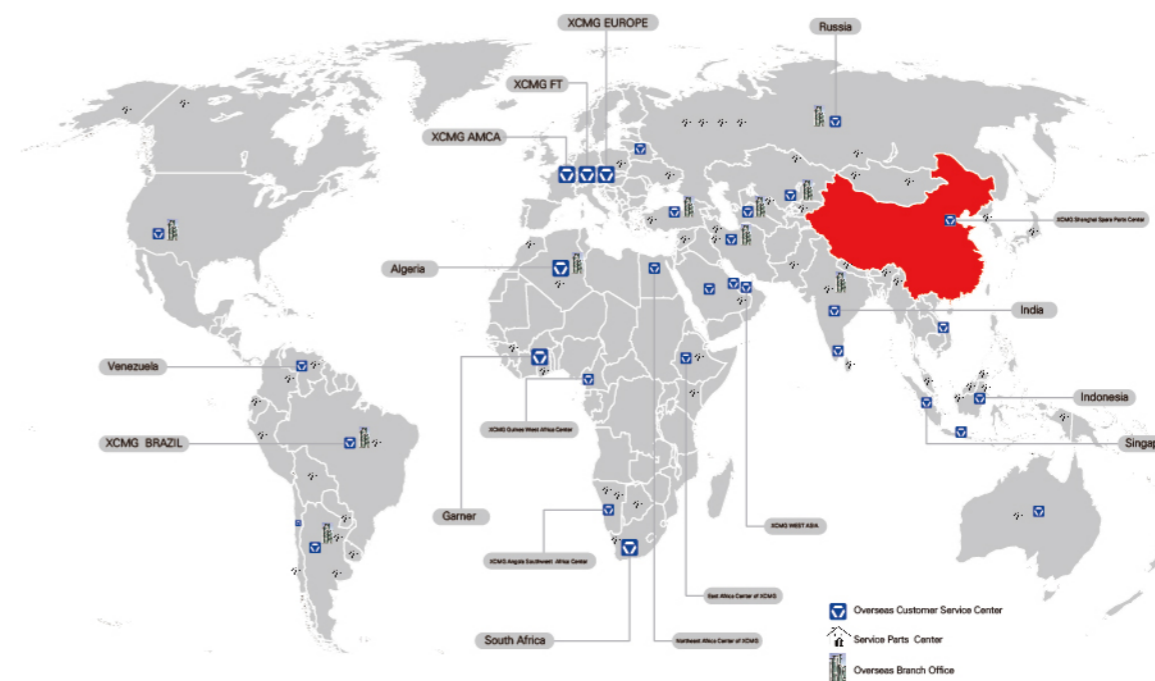 XCMG EUROPE
Russia
XCMG FT
XCMG AMCA
XCMG Shanghai Spare Parts Center
Algeria
India
Venezuela
Indonesia
XCMG Guinea West Africa Center
XCMG BRAZIL
Singap
Garner
XCMG WEST ASIA
XCMG Angola Southwest Africa Center
East Africa Center of XCMG
South Africa
Northeast Africa Center of XCMG
Overseas Customer Service Center
Service Parts Center
Overseas Branch Office